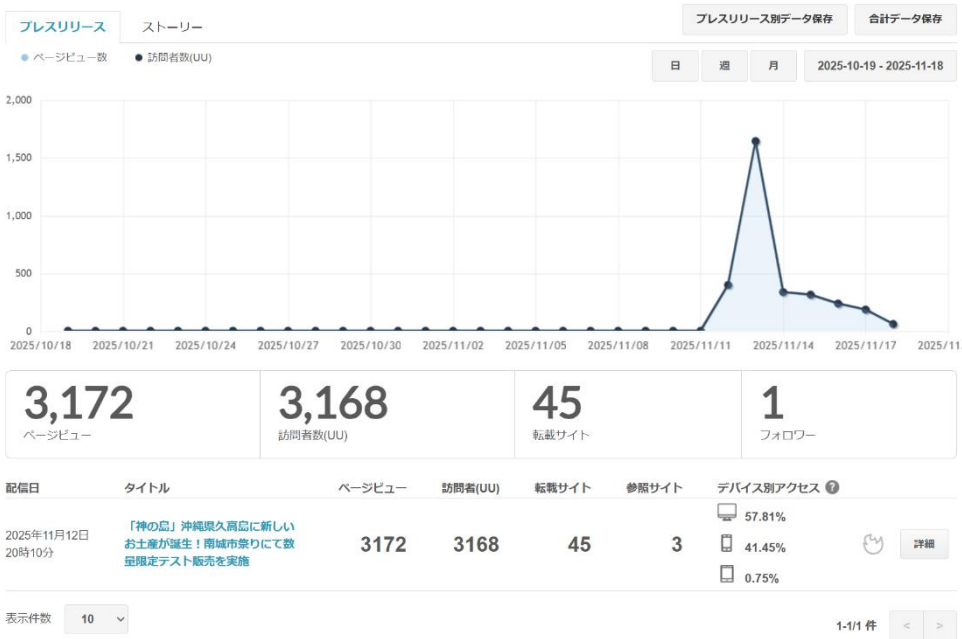 プレスリリース ストーリー プレスリリース別データ保存 合計データ保存
ページビュー数 訪問者数(UU) 日 週 月 2025-10-19 - 2025-11-18
2,000
1,500
1,000
500
0
2025/10/18 2025/10/21 2025/10/24 2025/10/27 2025/10/30 2025/11/02 2025/11/05 2025/11/08 2025/11/11 2025/11/14 2025/11/17 2025/11
3,172 3,168 45 1
ページビュー 訪問者数(UU) 転載サイト フォロワー
配信日 タイトル ページビュー 訪問者(UU) 転載サイト 参照サイト デバイス別アクセス ?
2025年11月12日
20時10分
「神の島」沖縄県久高島に新しい
お土産が誕生！南城市祭りにて数
量限定テスト販売を実施
3172 3168 45 3
57.81%
41.45%
0.75%
詳細
表示件数 10 1-1/1 件 < >